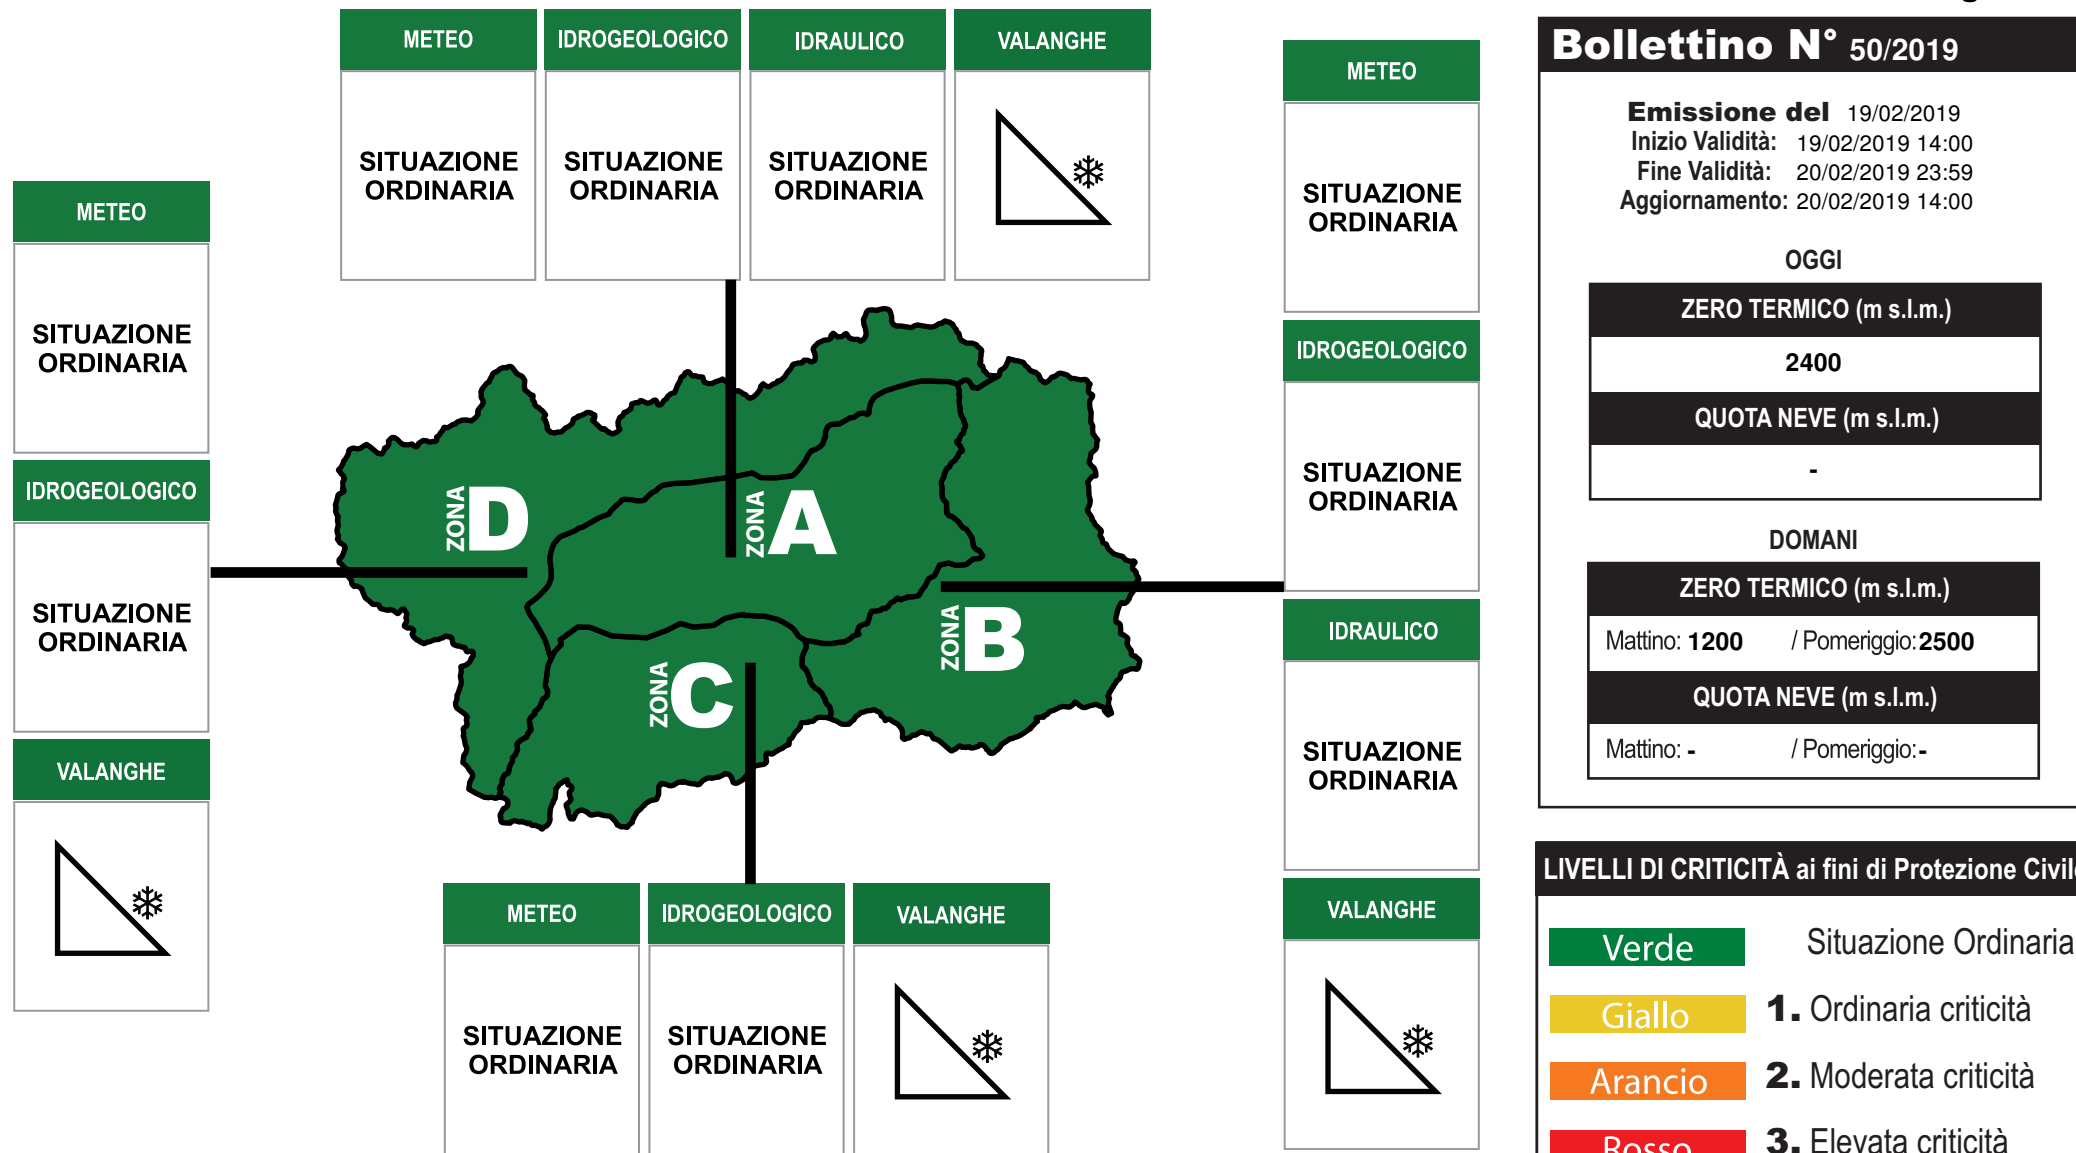 METEO
IDROGEOLOGICO
IDRAULICO
VALANGHE
SITUAZIONE
ORDINARIA
SITUAZIONE
ORDINARIA
SITUAZIONE
ORDINARIA
METEO
SITUAZIONE
ORDINARIA
IDROGEOLOGICO
SITUAZIONE
ORDINARIA
VALANGHE
ZONA D
ZONA A
ZONA B
ZONA C
METEO
IDROGEOLOGICO
VALANGHE
SITUAZIONE
ORDINARIA
SITUAZIONE
ORDINARIA
METEO
SITUAZIONE
ORDINARIA
IDROGEOLOGICO
SITUAZIONE
ORDINARIA
IDRAULICO
SITUAZIONE
ORDINARIA
VALANGHE
Bollettino N° 50/2019
Emissione del 19/02/2019
Inizio Validità: 19/02/2019 14:00
Fine Validità: 20/02/2019 23:59
Aggiornamento: 20/02/2019 14:00
OGGI
ZERO TERMICO (m s.l.m.)
2400
QUOTA NEVE (m s.l.m.)
-
DOMANI
ZERO TERMICO (m s.l.m.)
Mattino: 1200 / Pomeriggio: 2500
QUOTA NEVE (m s.l.m.)
Mattino: - / Pomeriggio: -
LIVELLI DI CRITICITÀ ai fini di Protezione Civile
Verde Situazione Ordinaria
Giallo 1. Ordinaria criticità
Arancio 2. Moderata criticità
Rosso 3. Elevata criticità